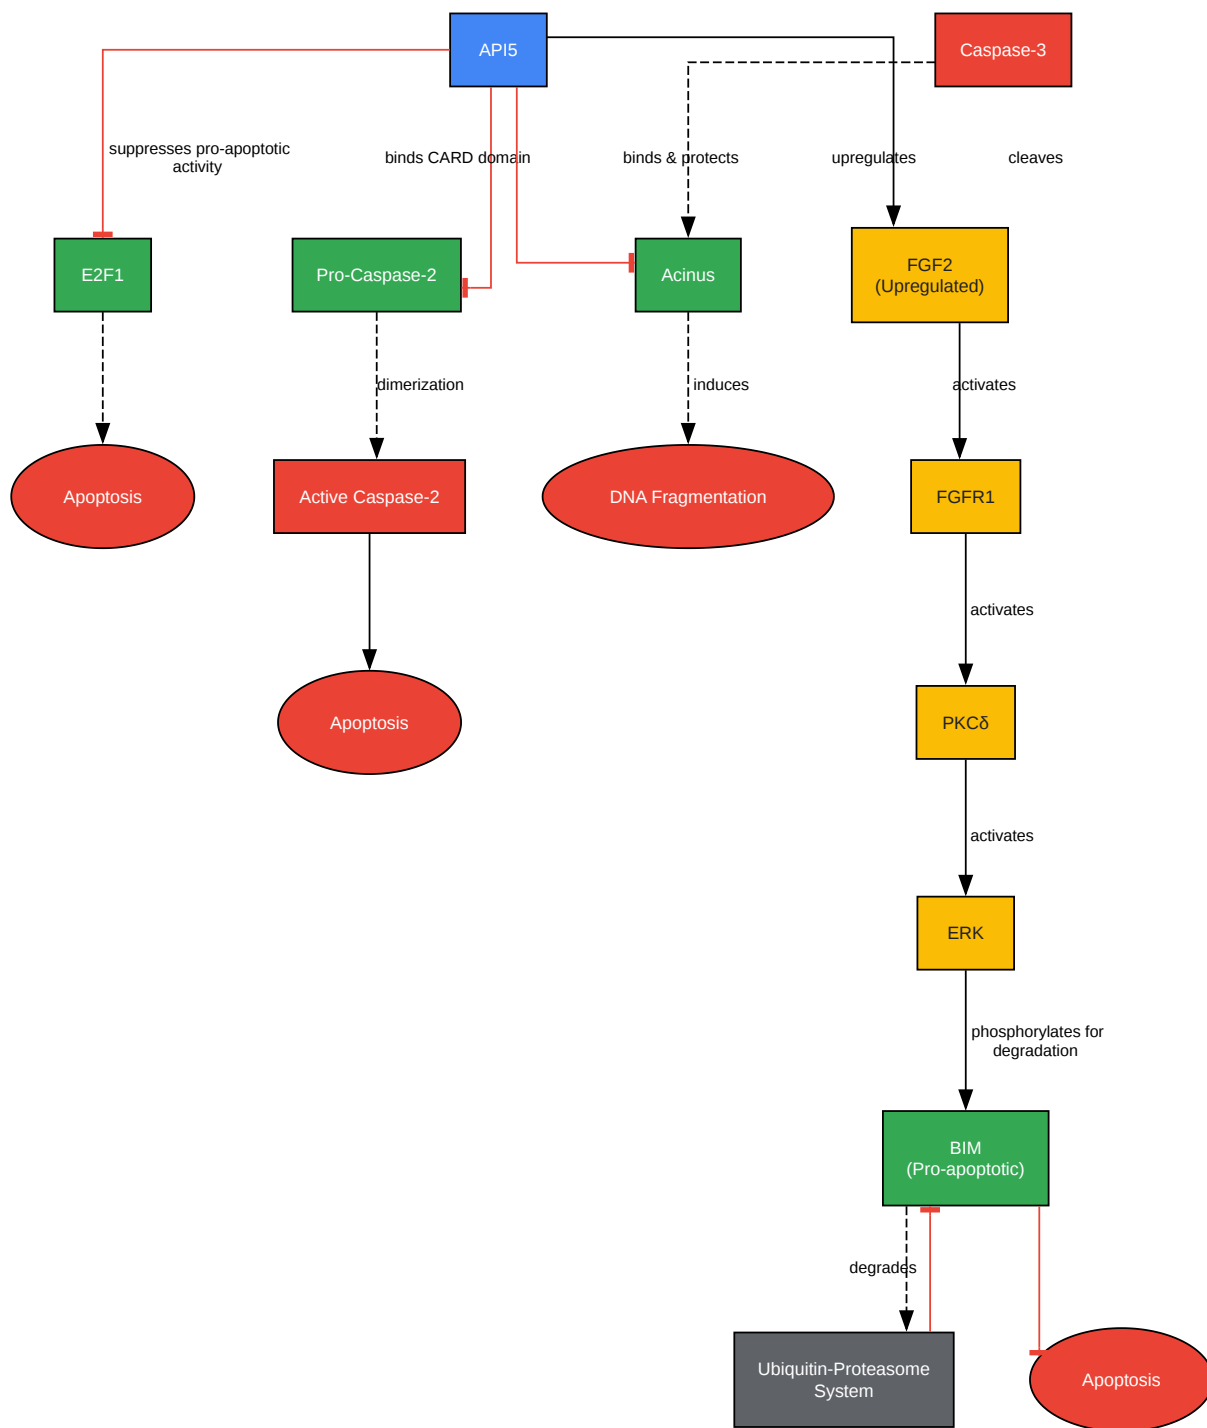 API5
Caspase-3
suppresses pro-apoptotic
activity
binds CARD domain
binds & protects
upregulates
cleaves
E2F1
Pro-Caspase-2
Acinus
FGF2
(Upregulated)
dimerization
induces
activates
Apoptosis
Active Caspase-2
DNA Fragmentation
FGFR1
activates
Apoptosis
PKCδ
activates
ERK
phosphorylates for
degradation
BIM
(Pro-apoptotic)
degrades
Ubiquitin-Proteasome
System
Apoptosis